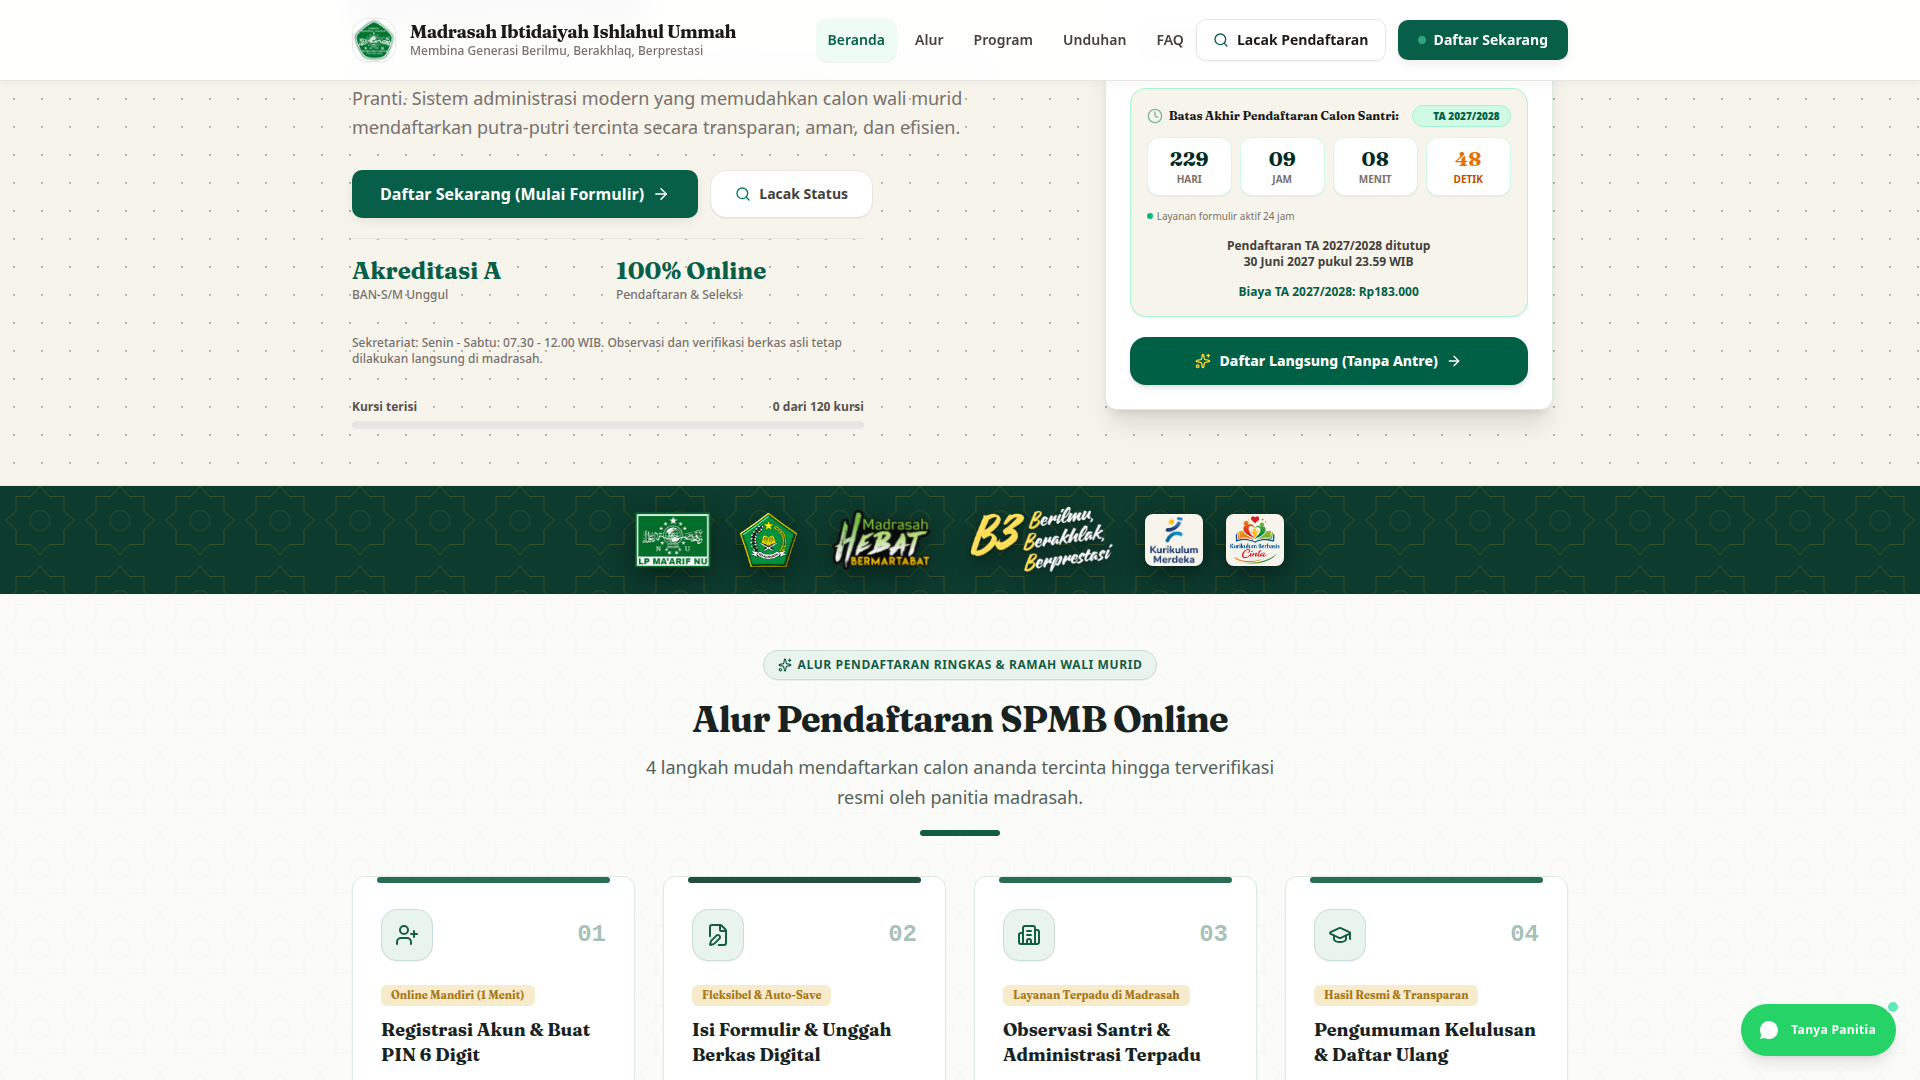 Madrasah Ibtidaiyah Ishlahul Ummah
Membina Generasi Berilmu, Berakhlaq, Berprestasi
Beranda
Alur
Program
Unduhan
FAQ
Lacak Pendaftaran
Daftar Sekarang
Pranti. Sistem administrasi modern yang memudahkan calon wali murid
mendaftarkan putra-putri tercinta secara transparan, aman, dan efisien.
Daftar Sekarang (Mulai Formulir)
Lacak Status
Akreditasi A
BAN-S/M Unggul
100% Online
Pendaftaran & Seleksi
Sekretariat: Senin - Sabtu: 07.30 - 12.00 WIB. Observasi dan verifikasi berkas asli tetap
dilakukan langsung di madrasah.
Kursi terisi
0 dari 120 kursi
Batas Akhir Pendaftaran Calon Santri:
TA 2027/2028
229
HARI
09
JAM
08
MENIT
48
DETIK
Layanan formulir aktif 24 jam
Pendaftaran TA 2027/2028 ditutup
30 Juni 2027 pukul 23.59 WIB
Biaya TA 2027/2028: Rp183.000
Daftar Langsung (Tanpa Antre)
N U
LP MA'ARIF NU
Madrasah
HEBAT
BERMARTABAT
B3
Berilmu,
Berakhlak,
Berprestasi
Kurikulum
Merdeka
Kurikulum Berbasis
Cinta
ALUR PENDAFTARAN RINGKAS & RAMAH WALI MURID
Alur Pendaftaran SPMB Online
4 langkah mudah mendaftarkan calon ananda tercinta hingga terverifikasi
resmi oleh panitia madrasah.
01
Online Mandiri (1 Menit)
Registrasi Akun & Buat
PIN 6 Digit
02
Fleksibel & Auto-Save
Isi Formulir & Unggah
Berkas Digital
03
Layanan Terpadu di Madrasah
Observasi Santri &
Administrasi Terpadu
04
Hasil Resmi & Transparan
Pengumuman Kelulusan
& Daftar Ulang
Tanya Panitia